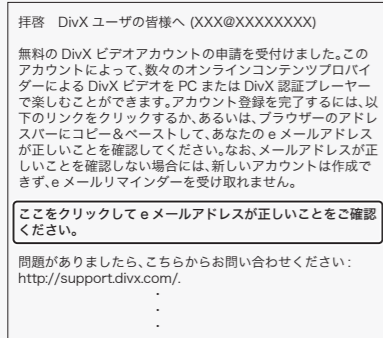 拝啓　DivX ユーザの皆様へ (XXX@XXXXXXXX)
無料の DivX ビデオアカウントの申請を受付けました。この
アカウントによって、数々のオンラインコンテンツプロバイ
ダーによる DivX ビデオを PC または DivX 認証プレーヤー
で楽しむことができます。アカウント登録を完了するには、以
下のリンクをクリックするか、あるいは、ブラウザーのアドレ
スバーにコピー＆ペーストして、あなたの e メールアドレス
が正しいことを確認してください。なお、メールアドレスが正
しいことを確認しない場合には、新しいアカウントは作成で
きず、e メールリマインダーを受け取れません。
ここをクリックして e メールアドレスが正しいことをご確認
ください。
問題がありましたら、こちらからお問い合わせください :
http://support.divx.com/.
.
.
.